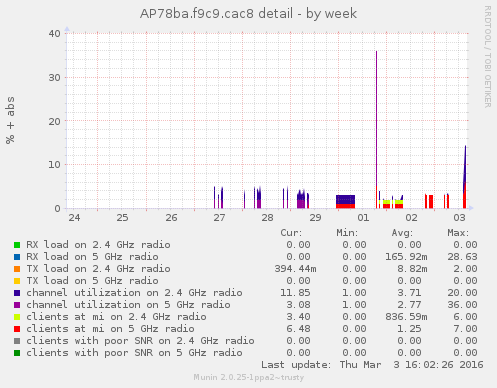 AP78ba.f9c9.cac8 detail - by week
RRDTOOL / TOBI OETIKER
% + abs
40
30
20
10
0
24 25 26 27 28 29 01 02 03
Cur: Min: Avg: Max:
RX load on 2.4 GHz radio 0.00 0.00 0.00 0.00
RX load on 5 GHz radio 0.00 0.00 165.92m 28.63
TX load on 2.4 GHz radio 394.44m 0.00 8.82m 2.00
TX load on 5 GHz radio 0.00 0.00 0.00 0.00
channel utilization on 2.4 GHz radio 11.85 1.00 3.71 20.00
channel utilization on 5 GHz radio 3.08 1.00 2.77 36.00
clients at mi on 2.4 GHz radio 3.40 0.00 836.59m 6.00
clients at mi on 5 GHz radio 6.48 0.00 1.25 7.00
clients with poor SNR on 2.4 GHz radio 0.00 0.00 0.00 0.00
clients with poor SNR on 5 GHz radio 0.00 0.00 0.00 0.00
Last update: Thu Mar 3 16:02:26 2016
Munin 2.0.25-1ppa2~trusty